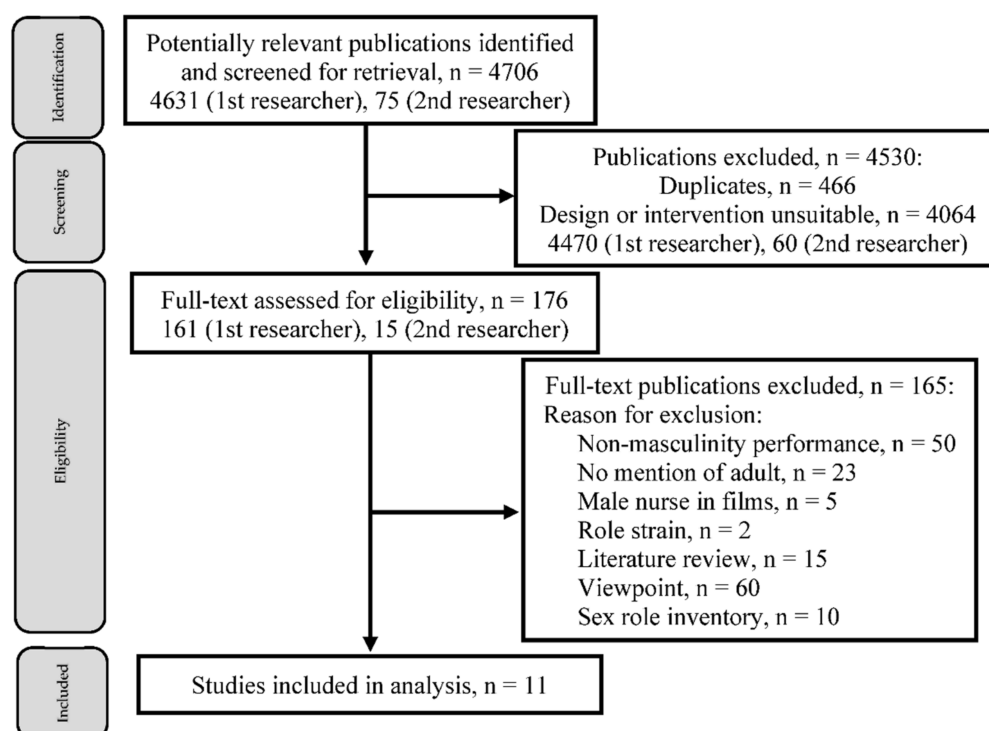 Identification
Potentially relevant publications identified
and screened for retrieval, n = 4706
4631 (1st researcher), 75 (2nd researcher)
Screening
Publications excluded, n = 4530:
Duplicates, n = 466
Design or intervention unsuitable, n = 4064
4470 (1st researcher), 60 (2nd researcher)
Eligibility
Full-text assessed for eligibility, n = 176
161 (1st researcher), 15 (2nd researcher)
Full-text publications excluded, n = 165:
Reason for exclusion:
Non-masculinity performance, n = 50
No mention of adult, n = 23
Male nurse in films, n = 5
Role strain, n = 2
Literature review, n = 15
Viewpoint, n = 60
Sex role inventory, n = 10
Included
Studies included in analysis, n = 11